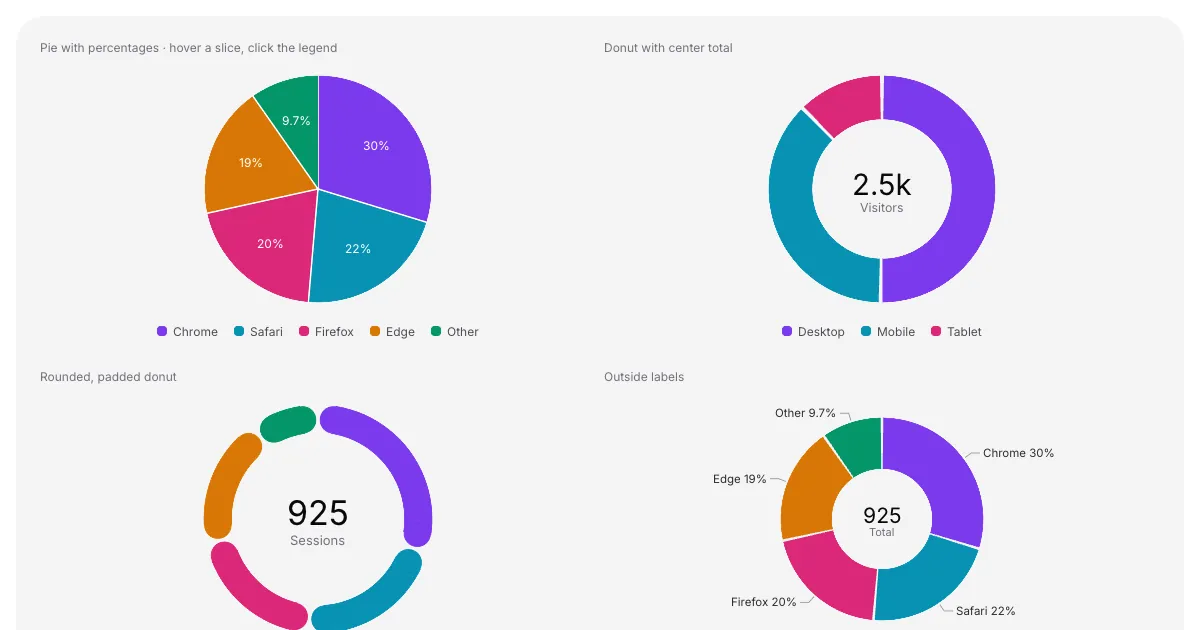 Pie with percentages · hover a slice, click the legend
9.7%
30%
19%
20%
22%
Chrome Safari Firefox Edge Other
Donut with center total
2.5k
Visitors
Desktop Mobile Tablet
Rounded, padded donut
925
Sessions
Outside labels
Other 9.7%
Chrome 30%
Edge 19%
925
Total
Firefox 20%
Safari 22%